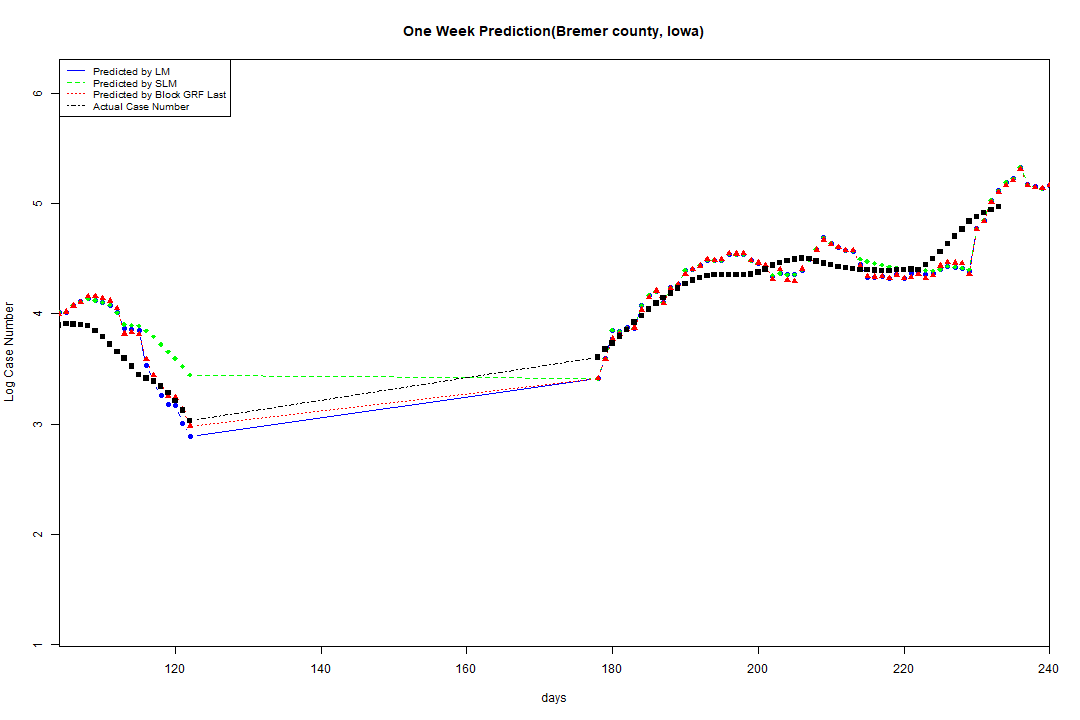 One Week Prediction(Bremer county, Iowa)
Predicted by LM
Predicted by SLM
Predicted by Block GRF Last
Actual Case Number
6
5
4
3
2
1
Log Case Number
120 140 160 180 200 220 240
days